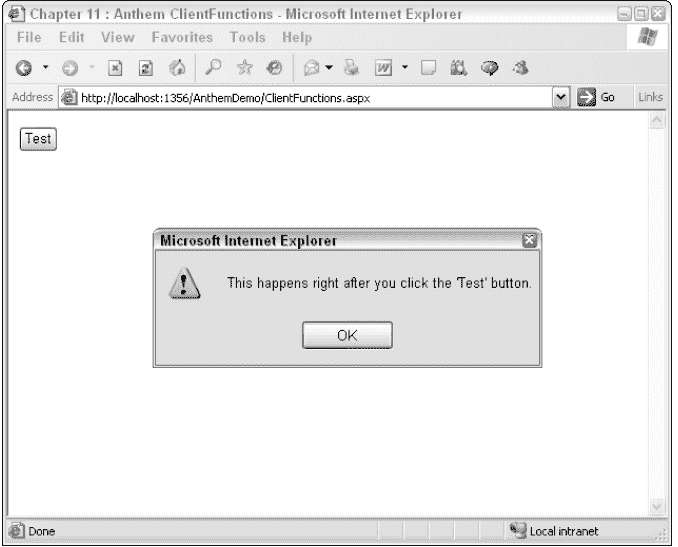 Chapter 11 : Anthem ClientFunctions - Microsoft Internet Explorer
File Edit View Favorites Tools Help
Address http://localhost:1356/AnthemDemo/ClientFunctions.aspx Go Links
Test
Microsoft Internet Explorer
This happens right after you click the 'Test' button.
OK
Done Local intranet